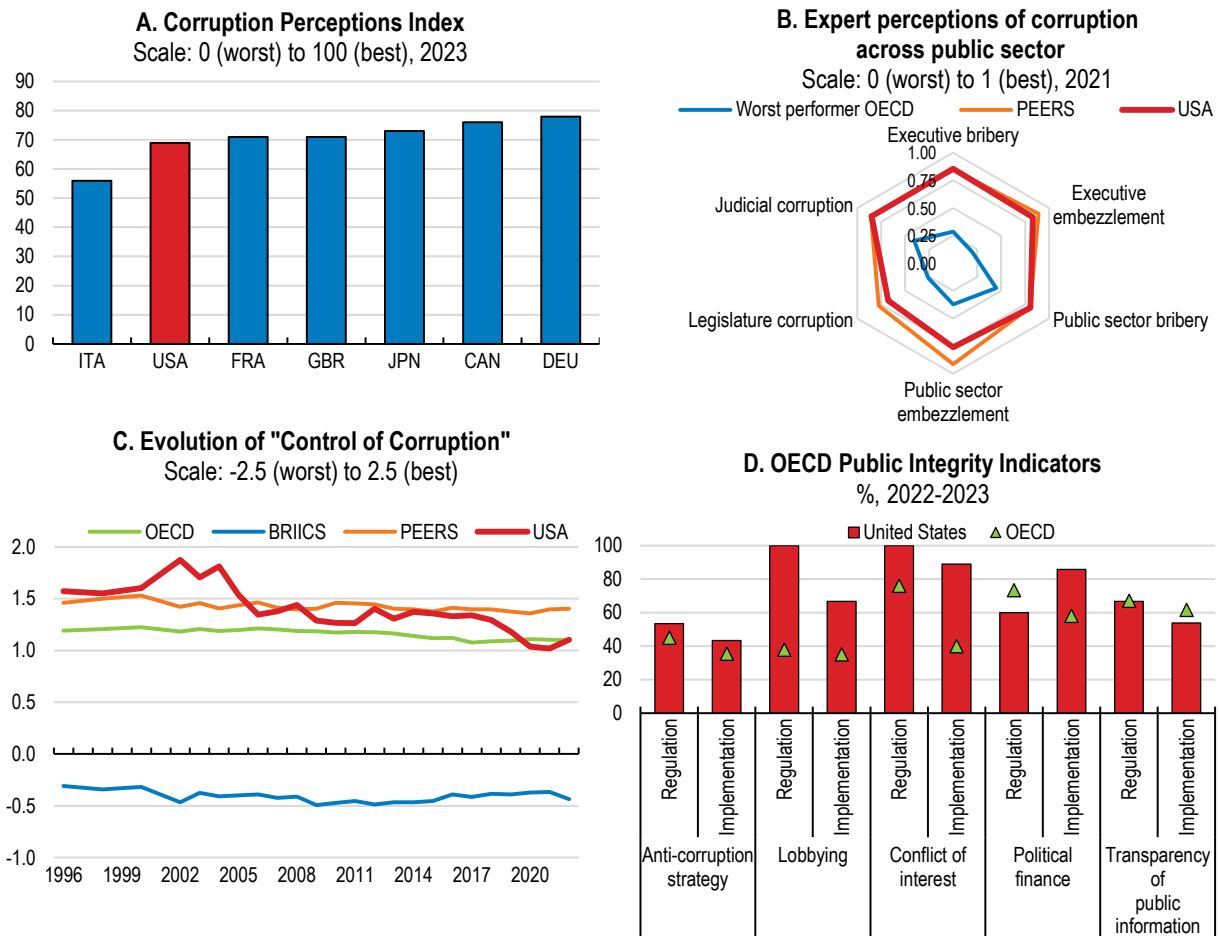 A. Corruption Perceptions Index
Scale: 0 (worst) to 100 (best), 2023
90
80
70
60
50
40
30
20
10
0
ITA USA FRA GBR JPN CAN DEU
B. Expert perceptions of corruption
across public sector
Scale: 0 (worst) to 1 (best), 2021
Worst performer OECD PEERS USA
Executive bribery
1.00
0.75
0.50
0.25
0.00
Executive
embezzlement
Public sector bribery
Public sector
embezzlement
Legislature corruption
Judicial corruption
C. Evolution of "Control of Corruption"
Scale: -2.5 (worst) to 2.5 (best)
OECD BRIICS PEERS USA
2.0
1.5
1.0
0.5
0.0
-0.5
-1.0
1996 1999 2002 2005 2008 2011 2014 2017 2020
D. OECD Public Integrity Indicators
%, 2022-2023
United States OECD
100
80
60
40
20
0
Regulation
Implementation
Regulation
Implementation
Regulation
Implementation
Regulation
Implementation
Regulation
Implementation
Anti-corruption
strategy
Lobbying
Conflict of
interest
Political
finance
Transparency
of
public
information